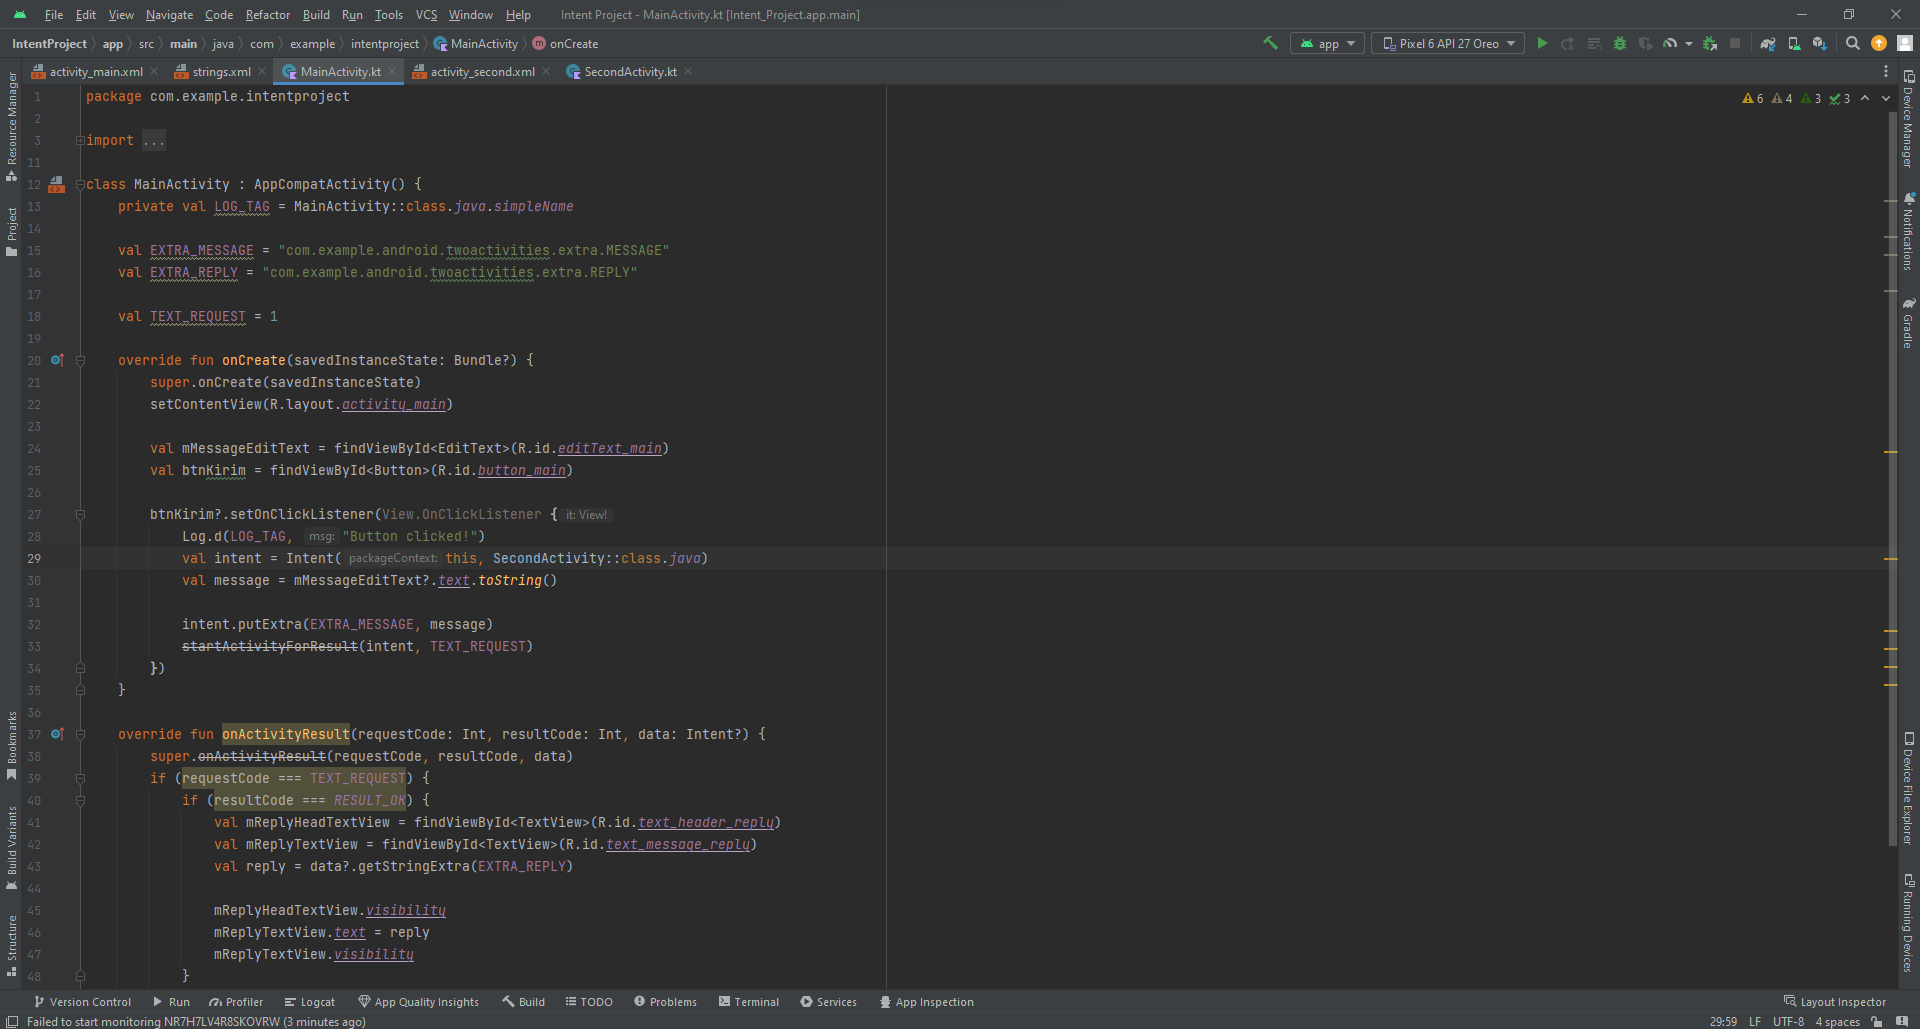 File Edit View Navigate Code Refactor Build Run Tools VCS Window Help Intent Project - MainActivity.kt [Intent_Project.app.main]
IntentProject app src main java com example intentproject MainActivity onCreate app Pixel 6 API 27 Oreo
activity_main.xml strings.xml MainActivity.kt activity_second.xml SecondActivity.kt
6 4 3 3
1 package com.example.intentproject
2
3 import ...
11
12 class MainActivity : AppCompatActivity() {
13 private val LOG_TAG = MainActivity::class.java.simpleName
14
15 val EXTRA_MESSAGE = "com.example.android.twoactivities.extra.MESSAGE"
16 val EXTRA_REPLY = "com.example.android.twoactivities.extra.REPLY"
17
18 val TEXT_REQUEST = 1
19
20 override fun onCreate(savedInstanceState: Bundle?) {
21 super.onCreate(savedInstanceState)
22 setContentView(R.layout.activity_main)
23
24 val mMessageEditText = findViewById<EditText>(R.id.editText_main)
25 val btnKirim = findViewById<Button>(R.id.button_main)
26
27 btnKirim?.setOnClickListener(View.OnClickListener { it: View!
28 Log.d(LOG_TAG, msg: "Button clicked!")
29 val intent = Intent( packageContext: this, SecondActivity::class.java)
30 val message = mMessageEditText?.text.toString()
31
32 intent.putExtra(EXTRA_MESSAGE, message)
33 startActivityForResult(intent, TEXT_REQUEST)
34 })
35 }
36
37 override fun onActivityResult(requestCode: Int, resultCode: Int, data: Intent?) {
38 super.onActivityResult(requestCode, resultCode, data)
39 if (requestCode === TEXT_REQUEST) {
40 if (resultCode === RESULT_OK) {
41 val mReplyHeadTextView = findViewById<TextView>(R.id.text_header_reply)
42 val mReplyTextView = findViewById<TextView>(R.id.text_message_reply)
43 val reply = data?.getStringExtra(EXTRA_REPLY)
44
45 mReplyHeadTextView.visibility
46 mReplyTextView.text = reply
47 mReplyTextView.visibility
48 }
Resource Manager
Project
Bookmarks
Build Variants
Structure
Device Manager
Notifications
Gradle
Device File Explorer
Running Devices
Version Control Run Profiler Logcat App Quality Insights Build TODO Problems Terminal Services App Inspection Layout Inspector
Failed to start monitoring NR7H7LV4R8SKOVRW (3 minutes ago) 29:59 LF UTF-8 4 spaces